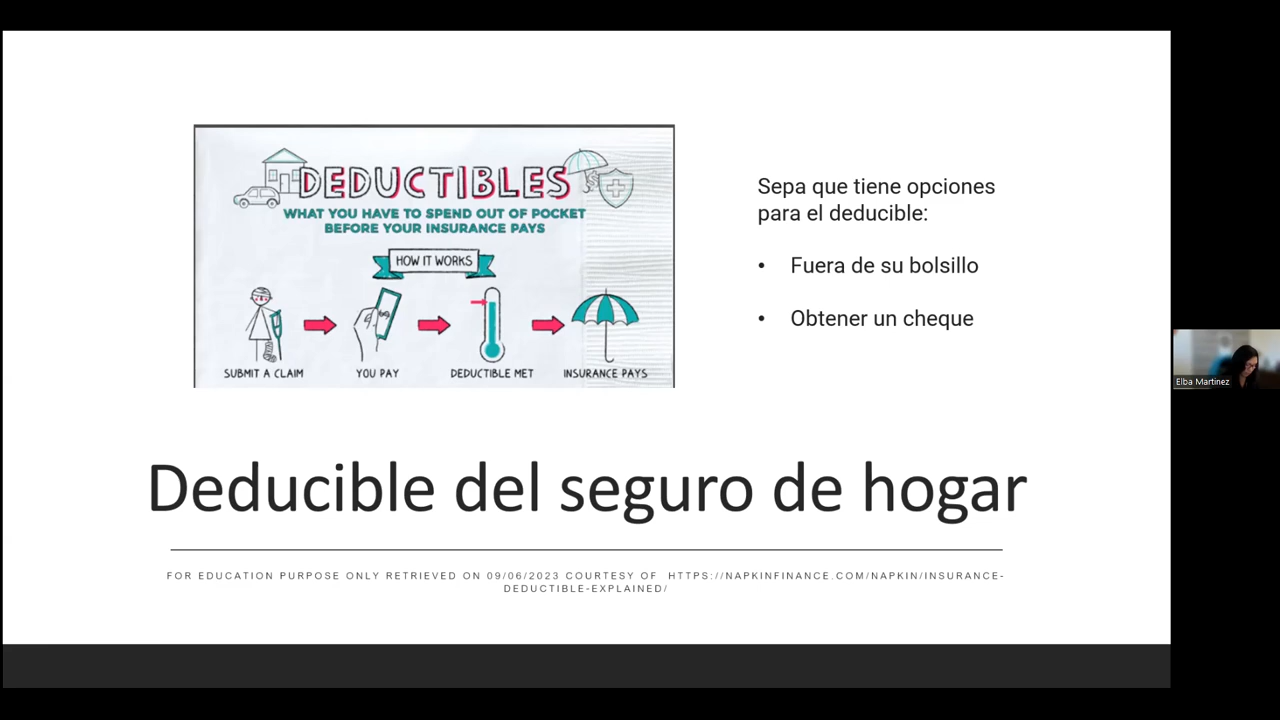 DEDUCTIBLES
WHAT YOU HAVE TO SPEND OUT OF POCKET
BEFORE YOUR INSURANCE PAYS
HOW IT WORKS
SUBMIT A CLAIM
YOU PAY
DEDUCTIBLE MET
INSURANCE PAYS
Sepa que tiene opciones
para el deducible:
• Fuera de su bolsillo
• Obtener un cheque
Elba Martinez
Deducible del seguro de hogar
FOR EDUCATION PURPOSE ONLY RETRIEVED ON 09/06/2023 COURTESY OF HTTPS://NAPKINFINANCE.COM/NAPKIN/INSURANCE-
DEDUCTIBLE-EXPLAINED/